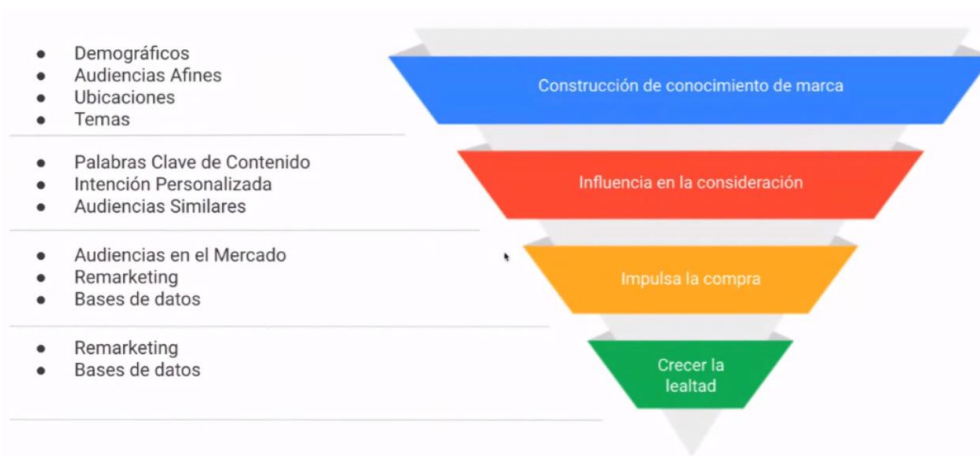 ● Demográficos
● Audiencias Afines
● Ubicaciones
● Temas
Construcción de conocimiento de marca
● Palabras Clave de Contenido
● Intención Personalizada
● Audiencias Similares
Influencia en la consideración
● Audiencias en el Mercado
● Remarketing
● Bases de datos
Impulsa la compra
● Remarketing
● Bases de datos
Crecer la
lealtad